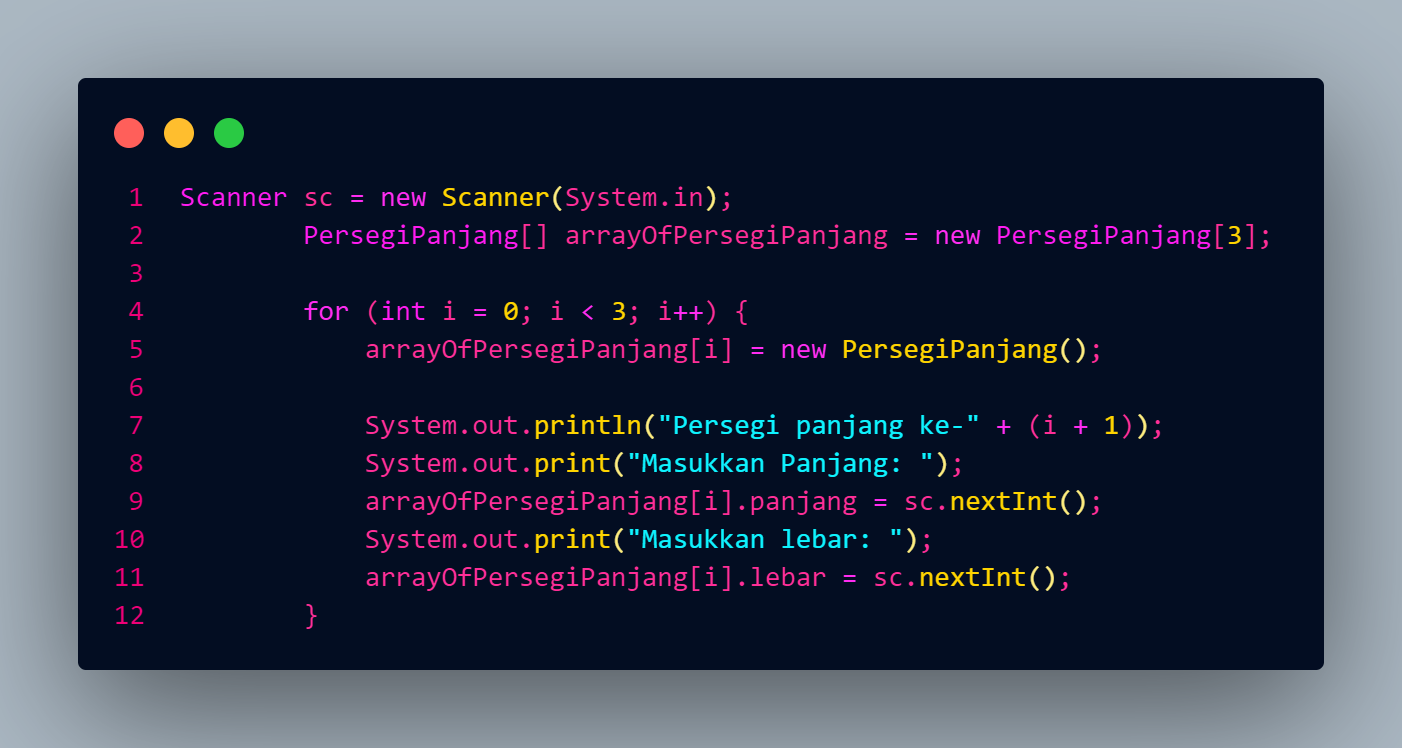 1 Scanner sc = new Scanner(System.in);
2         PersegiPanjang[] arrayOfPersegiPanjang = new PersegiPanjang[3];
3
4         for (int i = 0; i < 3; i++) {
5             arrayOfPersegiPanjang[i] = new PersegiPanjang();
6
7             System.out.println("Persegi panjang ke-" + (i + 1));
8             System.out.print("Masukkan Panjang: ");
9             arrayOfPersegiPanjang[i].panjang = sc.nextInt();
10             System.out.print("Masukkan lebar: ");
11             arrayOfPersegiPanjang[i].lebar = sc.nextInt();
12         }